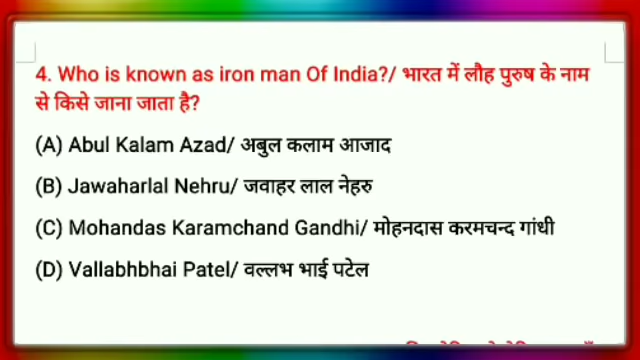 4. Who is known as iron man Of India?/ भारत में लौह पुरुष के नाम
से किसे जाना जाता है?
(A) Abul Kalam Azad/ अबुल कलाम आजाद
(B) Jawaharlal Nehru/ जवाहर लाल नेहरु
(C) Mohandas Karamchand Gandhi/ मोहनदास करमचन्द गांधी
(D) Vallabhbhai Patel/ वल्लभ भाई पटेल